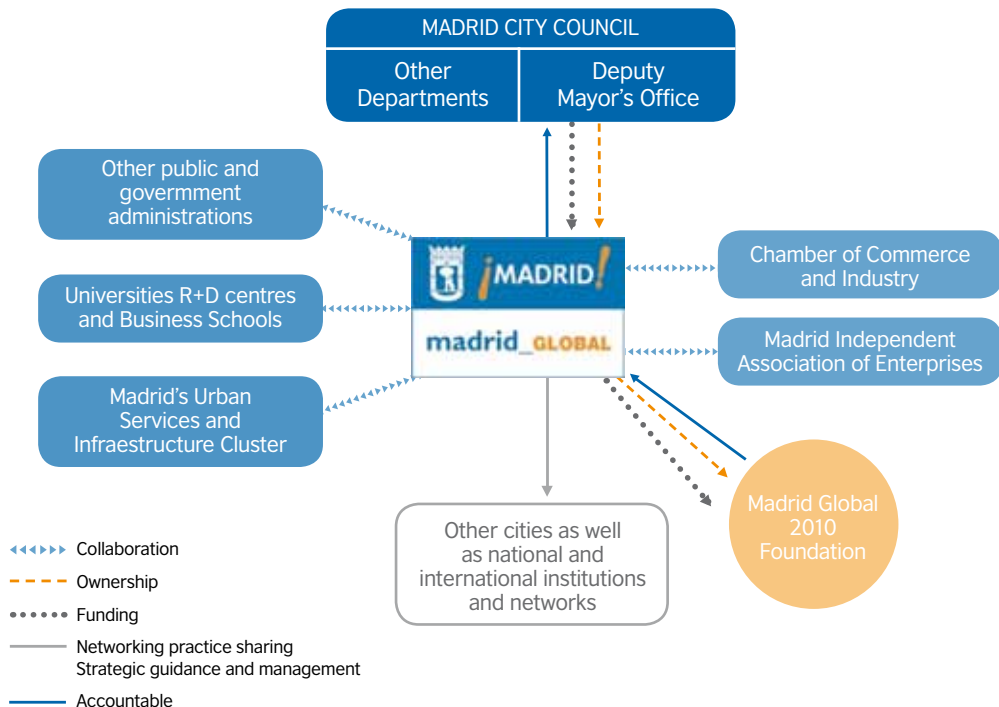 MADRID CITY COUNCIL
Other
Departments
Deputy
Mayor's Office
Other public and
government
administrations
Universities R+D centres
and Business Schools
Madrid's Urban
Services and
Infraestructure Cluster
¡MADRID!
madrid_GLOBAL
Chamber of Commerce
and Industry
Madrid Independent
Association of Enterprises
Madrid Global
2010
Foundation
Other cities as well
as national and
international institutions
and networks
Collaboration
Ownership
Funding
Networking practice sharing
Strategic guidance and management
Accountable